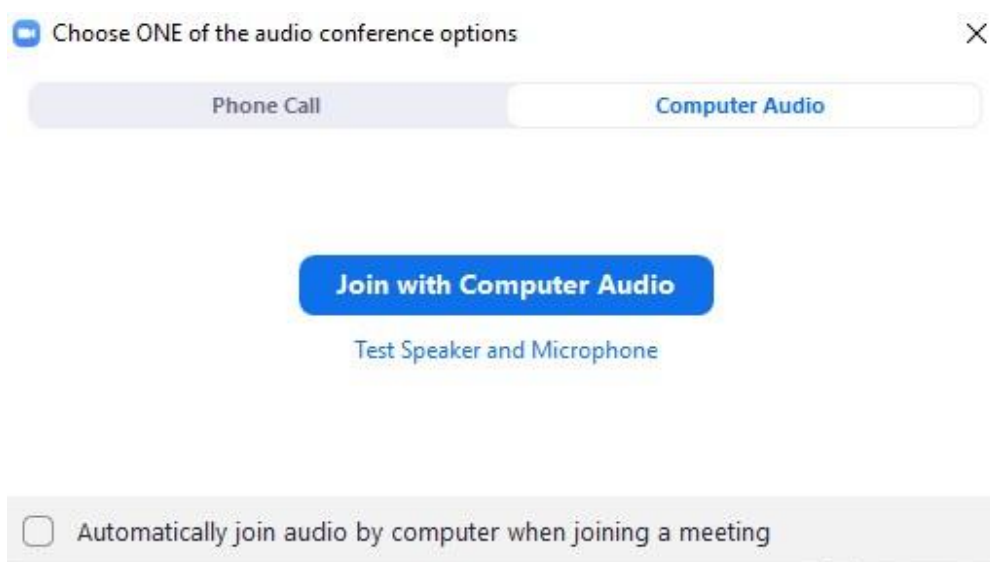 Choose ONE of the audio conference options
Phone Call
Computer Audio
Join with Computer Audio
Test Speaker and Microphone
Automatically join audio by computer when joining a meeting